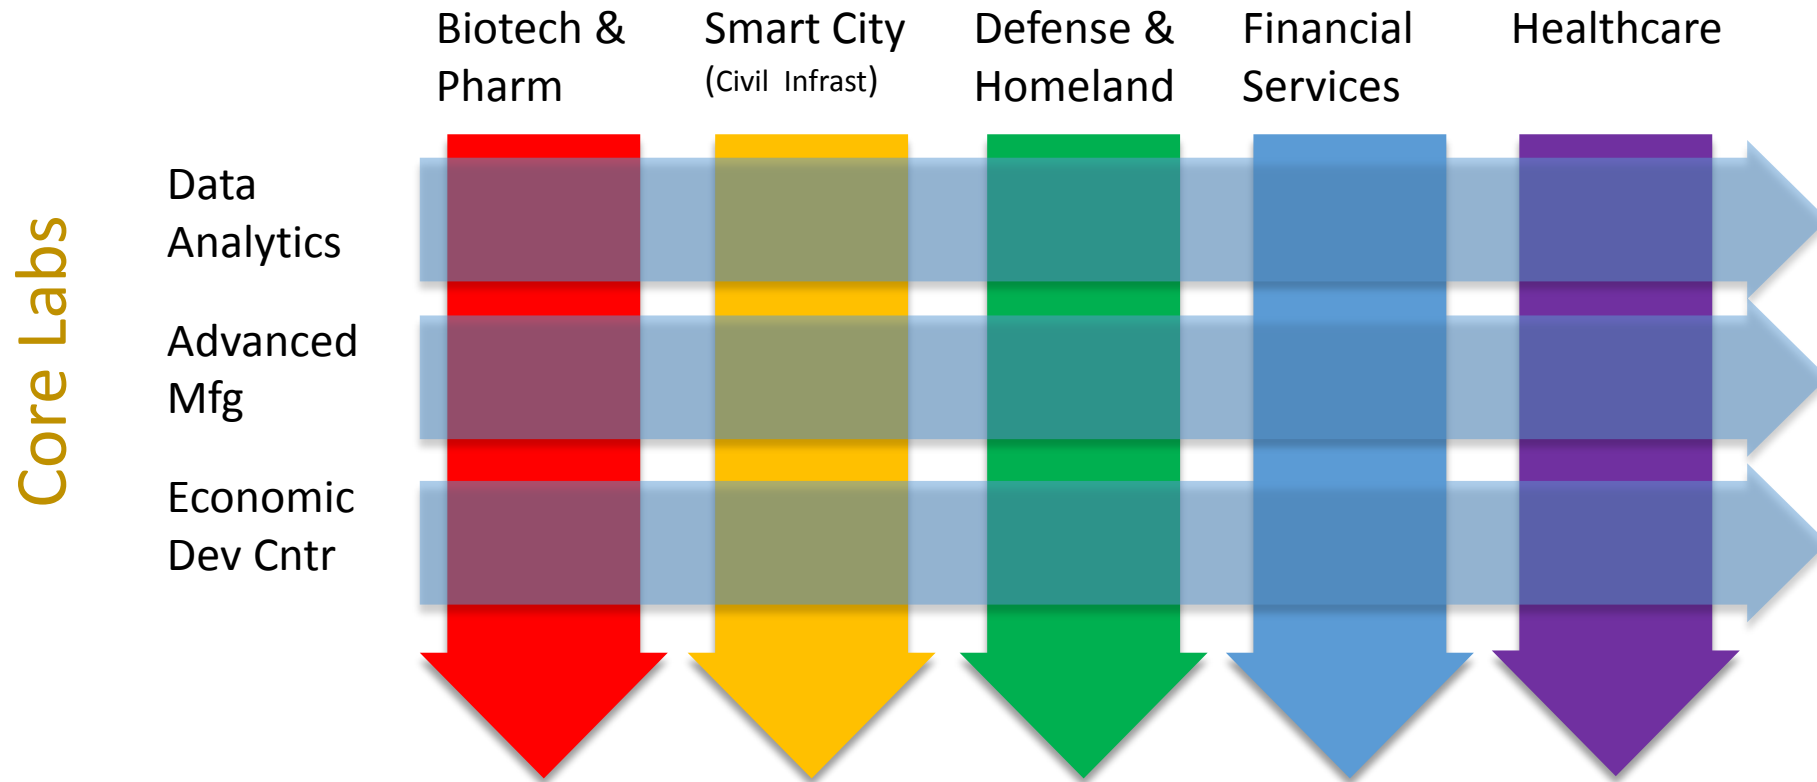 Biotech &
Pharm
Smart City
(Civil Infrast)
Defense &
Homeland
Financial
Services
Healthcare
Core Labs
Data
Analytics
Advanced
Mfg
Economic
Dev Cntr